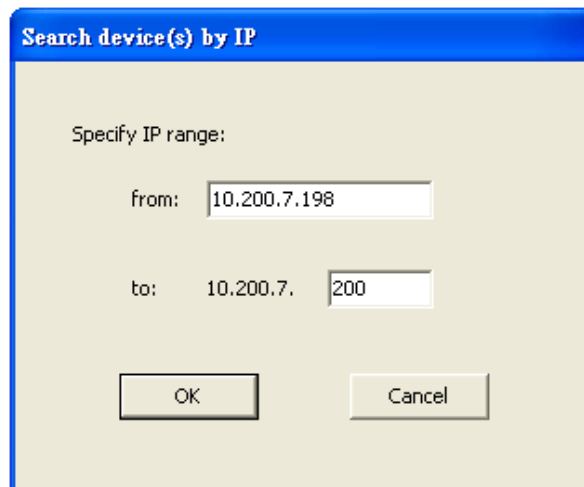 Search device(s) by IP
Specify IP range:
from: 10.200.7.198
to: 10.200.7. 200
OK Cancel